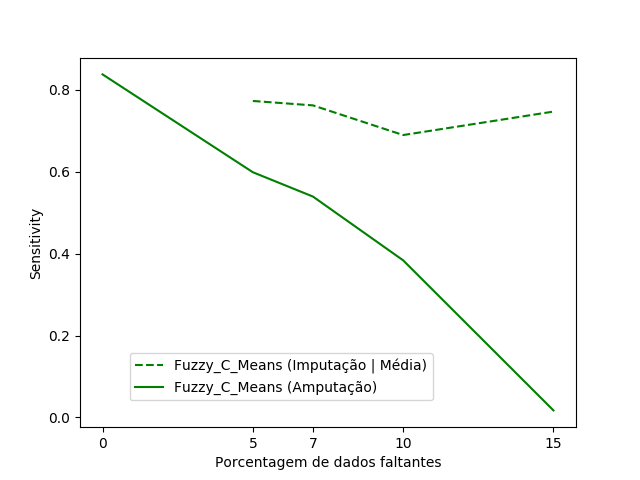 0.8
0.6
0.4
0.2
0.0
Sensitivity
Fuzzy_C_Means (Imputação | Média)
Fuzzy_C_Means (Amputação)
0 5 7 10 15
Porcentagem de dados faltantes